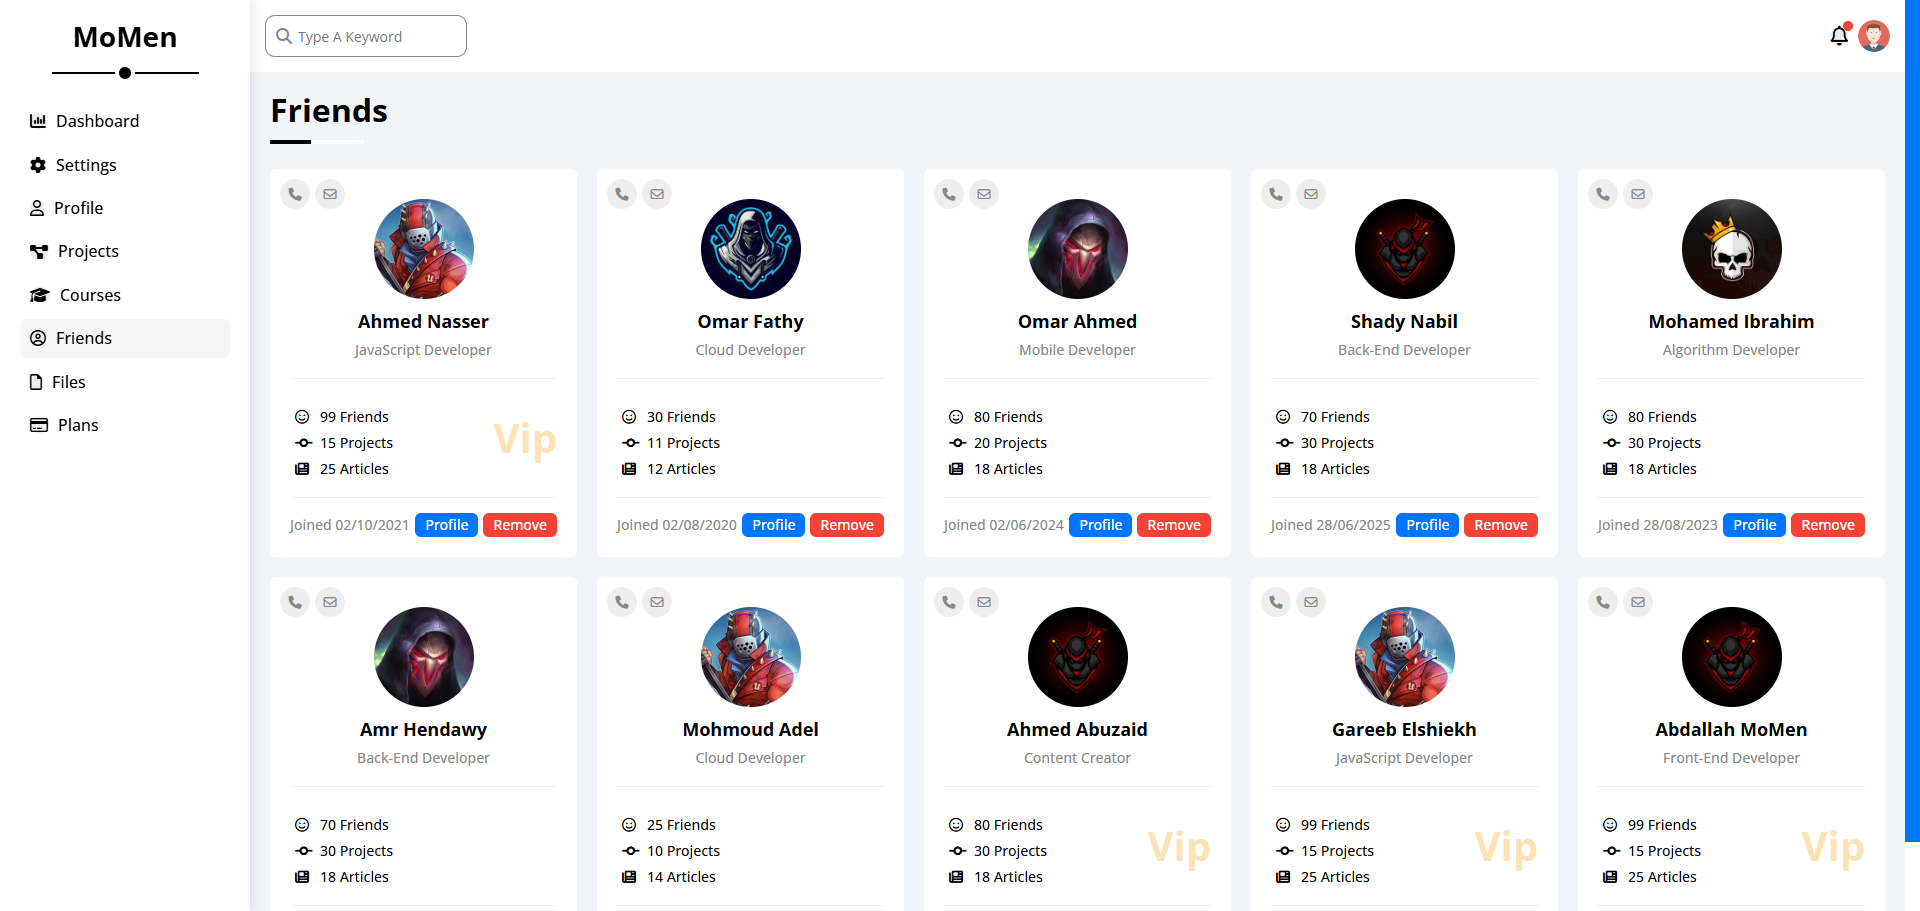 MoMen
Type A Keyword
Dashboard
Settings
Profile
Projects
Courses
Friends
Files
Plans
Friends
Ahmed Nasser
JavaScript Developer
99 Friends
15 Projects
25 Articles
Vip
Joined 02/10/2021 Profile Remove
Omar Fathy
Cloud Developer
30 Friends
11 Projects
12 Articles
Joined 02/08/2020 Profile Remove
Omar Ahmed
Mobile Developer
80 Friends
20 Projects
18 Articles
Joined 02/06/2024 Profile Remove
Shady Nabil
Back-End Developer
70 Friends
30 Projects
18 Articles
Joined 28/06/2025 Profile Remove
Mohamed Ibrahim
Algorithm Developer
80 Friends
30 Projects
18 Articles
Joined 28/08/2023 Profile Remove
Amr Hendawy
Back-End Developer
70 Friends
30 Projects
18 Articles
Mohmoud Adel
Cloud Developer
25 Friends
10 Projects
14 Articles
Ahmed Abuzaid
Content Creator
80 Friends
30 Projects
18 Articles
Vip
Gareeb Elshiekh
JavaScript Developer
99 Friends
15 Projects
25 Articles
Vip
Abdallah MoMen
Front-End Developer
99 Friends
15 Projects
25 Articles
Vip